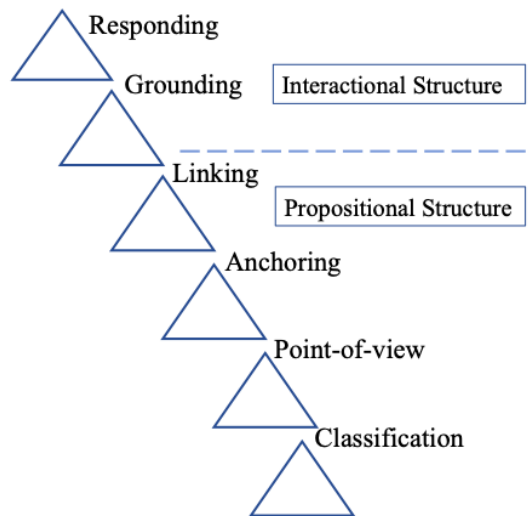 Responding
Grounding
Interactional Structure
Linking
Propositional Structure
Anchoring
Point-of-view
Classification